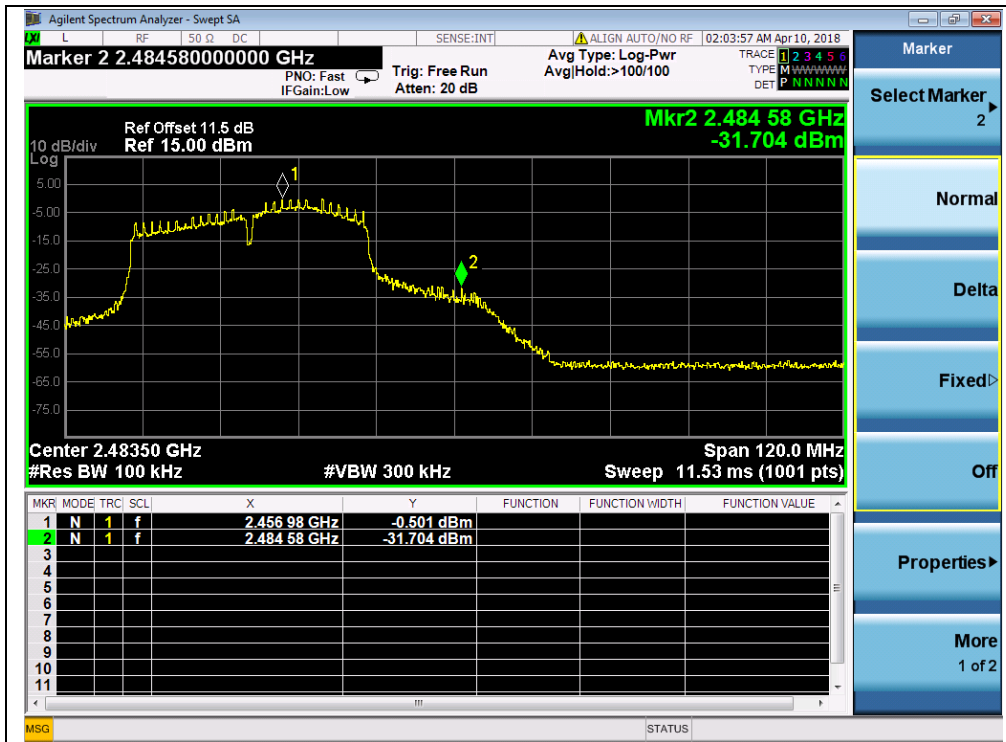 Agilent Spectrum Analyzer - Swept SA
LXI L RF 50 Ω DC SENSE:INT ALIGN AUTO/NO RF 02:03:57 AM Apr 10, 2018
Marker 2 2.484580000000 GHz
PNO: Fast
IFGain:Low
Trig: Free Run
Atten: 20 dB
Avg Type: Log-Pwr
Avg|Hold:>100/100
TRACE 1 2 3 4 5 6
TYPE M WWWWW
DET P N N N N N
Mkr2 2.484 58 GHz
-31.704 dBm
Ref Offset 11.5 dB
10 dB/div Ref 15.00 dBm
Log
1
5.00
-5.00
-15.0
2
-25.0
-35.0
-45.0
-55.0
-65.0
-75.0
Center 2.48350 GHz Span 120.0 MHz
#Res BW 100 kHz #VBW 300 kHz Sweep 11.53 ms (1001 pts)
MKR MODE TRC SCL X Y FUNCTION FUNCTION WIDTH FUNCTION VALUE
1 N 1 f 2.456 98 GHz -0.501 dBm
2 N 1 f 2.484 58 GHz -31.704 dBm
3
4
5
6
7
8
9
10
11
MSG STATUS
Marker
Select Marker
2
Normal
Delta
Fixed
Off
Properties
More
1 of 2